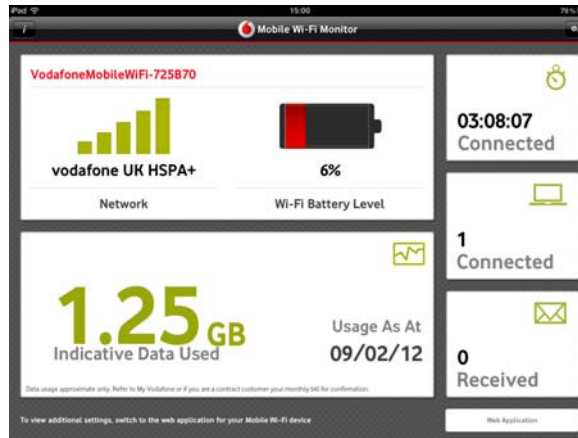 iPad
15:00
78%
i
Mobile Wi-Fi Monitor
VodafoneMobileWiFi-725B70
vodafone UK HSPA+
6%
Network
Wi-Fi Battery Level
03:08:07
Connected
1
Connected
1.25 GB
Indicative Data Used
Usage As At
09/02/12
Data usage approximate only. Refer to My Vodafone or if you are a contract customer your monthly bill for confirmation.
0
Received
To view additional settings, switch to the web application for your Mobile Wi-Fi device
Web Application